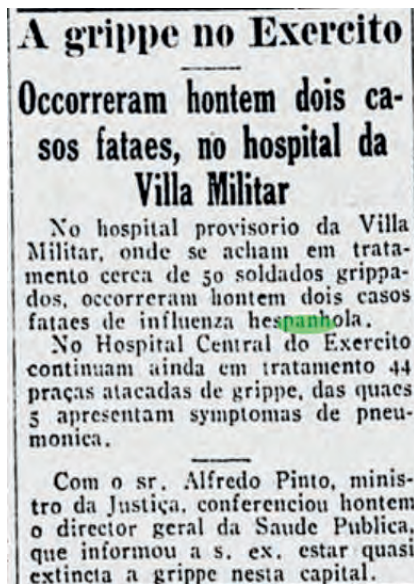 A grippe no Exercito
Occorreram hontem dois ca-
sos fataes, no hospital da
Villa Militar
No hospital provisorio da Villa
Militar, onde se acham em trata-
mento cerca de 50 soldados grippa-
dos, occorreram hontem dois casos
fataes de influenza hespanhola.
No Hospital Central do Exercito
continuam ainda em tratamento 44
praças atacadas de grippe, das quaes
5 apresentam symptomas de pneu-
monica.
Com o sr. Alfredo Pinto, minis-
tro da Justiça, conferenciou hontem
o director geral da Saude Publica,
que informou a s. ex. estar quasi
extincta a grippe nesta capital.